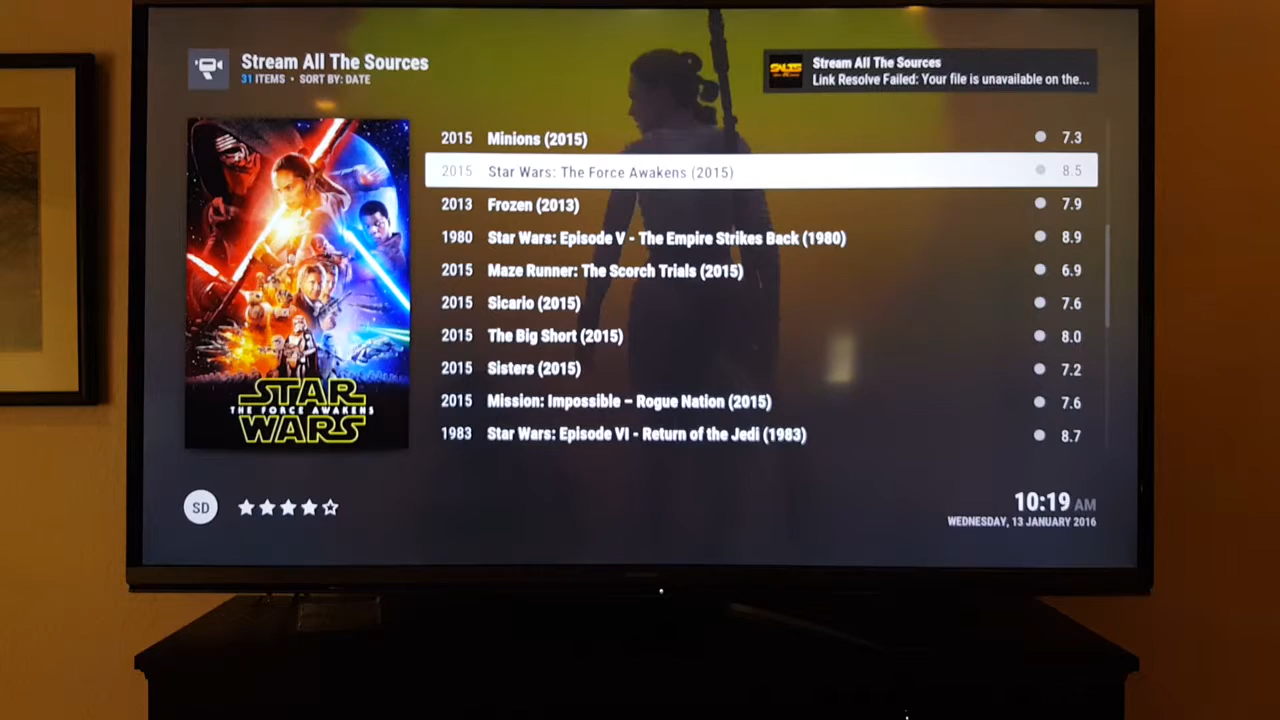 Stream All The Sources
31 ITEMS • SORT BY: DATE
SALTS
Stream All The Sources
Link Resolve Failed: Your file is unavailable on the...
2015 Minions (2015) 7.3
2015 Star Wars: The Force Awakens (2015) 8.5
2013 Frozen (2013) 7.9
1980 Star Wars: Episode V - The Empire Strikes Back (1980) 8.9
2015 Maze Runner: The Scorch Trials (2015) 6.9
2015 Sicario (2015) 7.6
2015 The Big Short (2015) 8.0
2015 Sisters (2015) 7.2
2015 Mission: Impossible – Rogue Nation (2015) 7.6
1983 Star Wars: Episode VI - Return of the Jedi (1983) 8.7
STAR
THE FORCE AWAKENS
WARS
SD
10:19 AM
WEDNESDAY, 13 JANUARY 2016